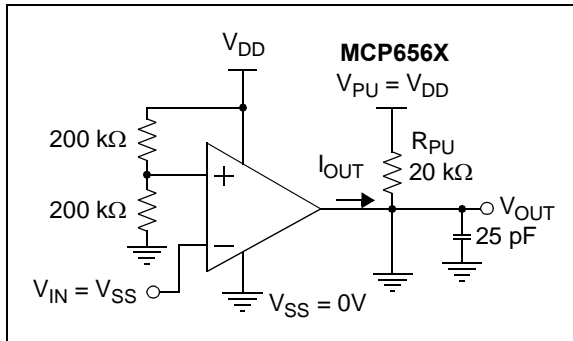 V_DD
MCP656X
V_PU = V_DD
200 kΩ
200 kΩ
+
−
I_OUT
R_PU
20 kΩ
V_OUT
25 pF
V_IN = V_SS
V_SS = 0V